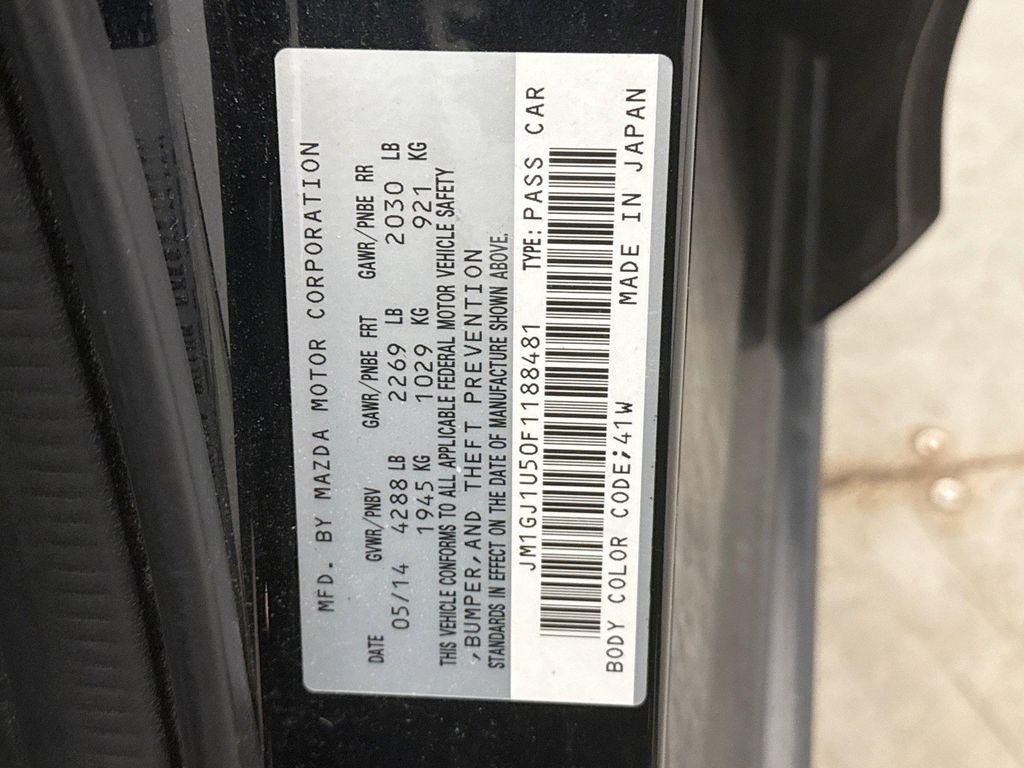 MFD. BY MAZDA MOTOR CORPORATION
DATE GVWR/PNBV GAWR/PNBE FRT GAWR/PNBE RR
05/14 4288 LB 2269 LB 2030 LB
1945 KG 1029 KG 921 KG
THIS VEHICLE CONFORMS TO ALL APPLICABLE FEDERAL MOTOR VEHICLE SAFETY
,BUMPER,AND THEFT PREVENTION
STANDARDS IN EFFECT ON THE DATE OF MANUFACTURE SHOWN ABOVE.
JM1GJ1U50F1188481 TYPE: PASS CAR
BODY COLOR CODE;41W MADE IN JAPAN